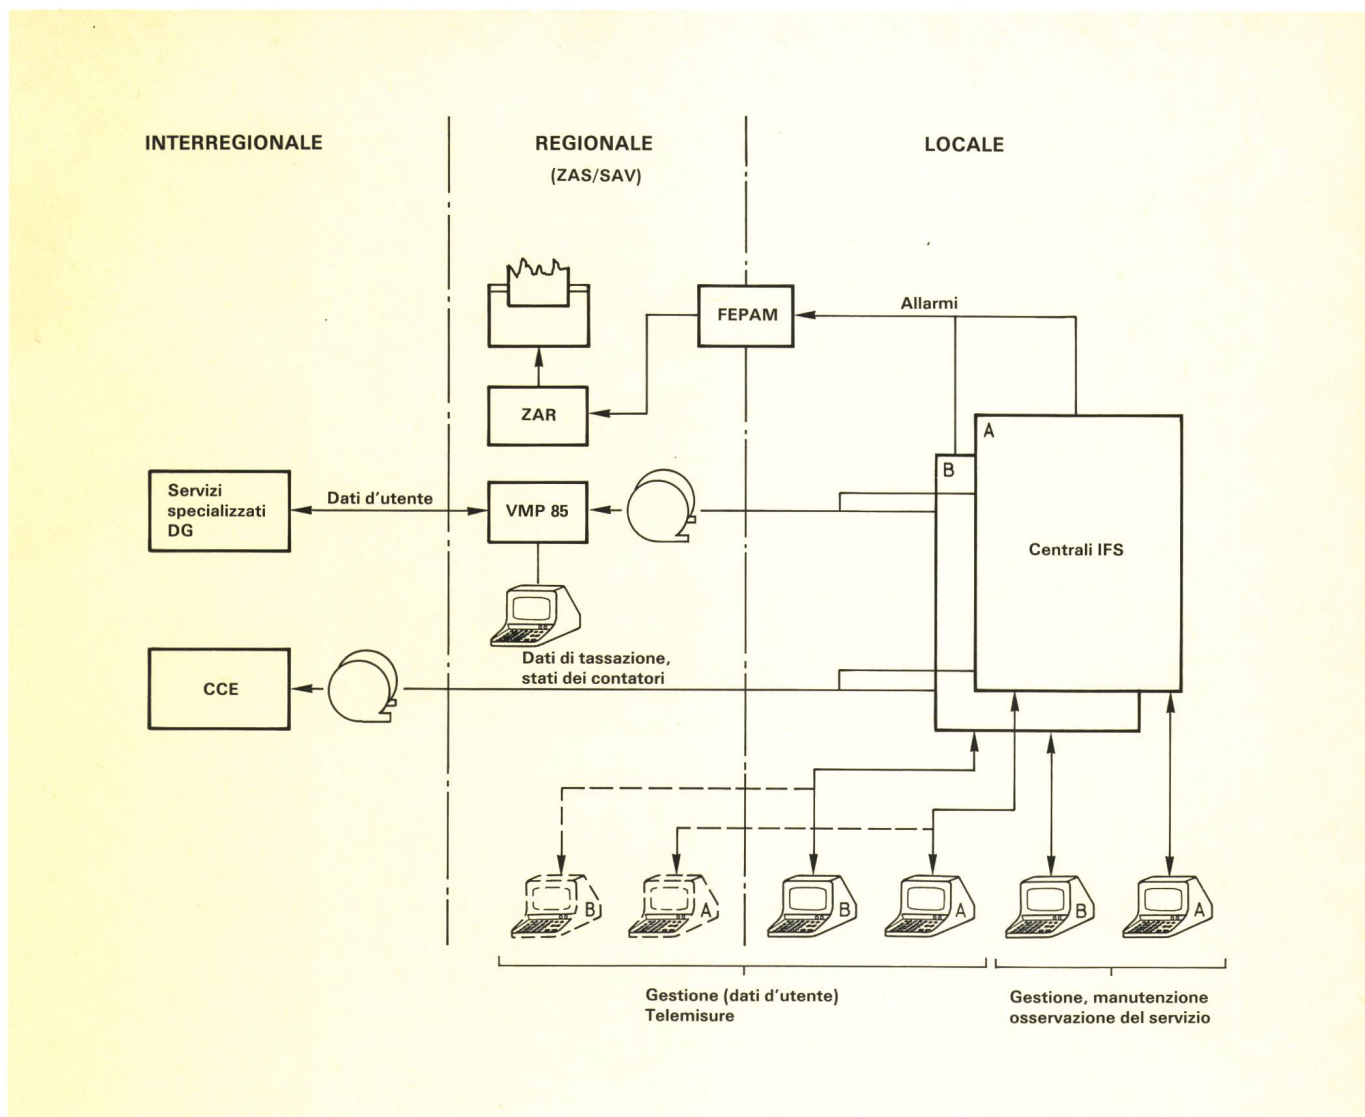 INTERREGIONALE
REGIONALE
(ZAS/SAV)
LOCALE
FEPAM
Allarmi
ZAR
A
B
Servizi
specializzati
DG
Dati d'utente
VMP 85
Centrali IFS
Dati di tassazione,
stati dei contatori
CCE
B
A
B
A
B
A
Gestione (dati d'utente)
Telemisure
Gestione, manutenzione
osservazione del servizio